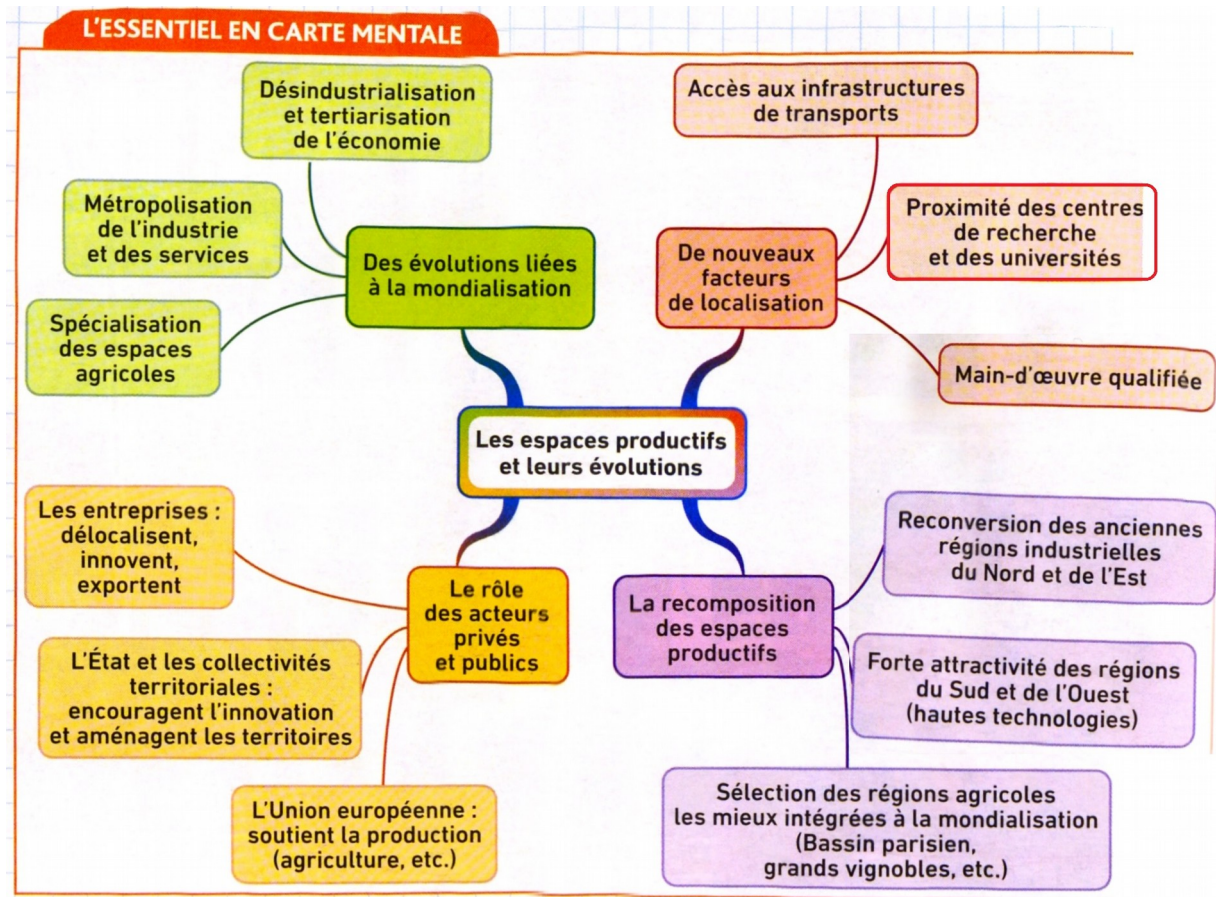 L'ESSENTIEL EN CARTE MENTALE
Désindustrialisation
et tertiarisation
de l'économie
Métropolisation
de l'industrie
et des services
Spécialisation
des espaces
agricoles
Des évolutions liées
à la mondialisation
Accès aux infrastructures
de transports
Proximité des centres
de recherche
et des universités
De nouveaux
facteurs
de localisation
Main-d'œuvre qualifiée
Les espaces productifs
et leurs évolutions
Les entreprises :
délocalisent,
innovent,
exportent
Le rôle
des acteurs
privés
et publics
L'État et les collectivités
territoriales :
encouragent l'innovation
et aménagent les territoires
L'Union européenne :
soutient la production
(agriculture, etc.)
La recomposition
des espaces
productifs
Reconversion des anciennes
régions industrielles
du Nord et de l'Est
Forte attractivité des régions
du Sud et de l'Ouest
(hautes technologies)
Sélection des régions agricoles
les mieux intégrées à la mondialisation
(Bassin parisien,
grands vignobles, etc.)